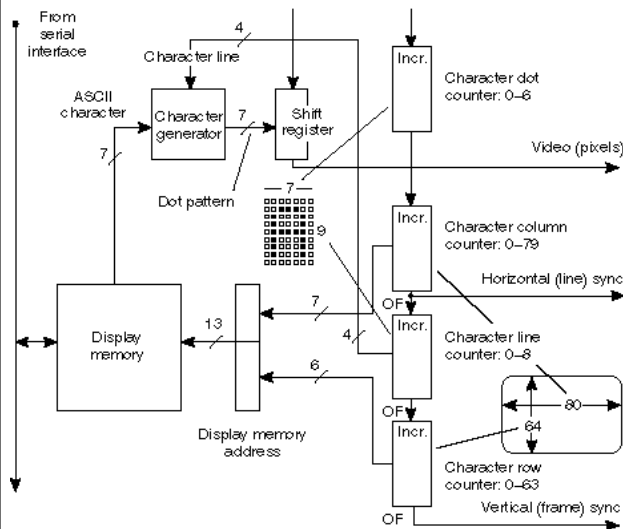 From
serial
interface
4
Character line
ASCII
character
7
Character
generator
7
Shift
register
Dot pattern
Incr.
Character dot
counter: 0–6
Video (pixels)
7
9
Incr.
Character column
counter: 0–79
OF
Horizontal (line) sync
Display
memory
13
7
4
6
Display memory
address
Incr.
Character line
counter: 0–8
OF
80
64
Incr.
Character row
counter: 0–63
OF
Vertical (frame) sync